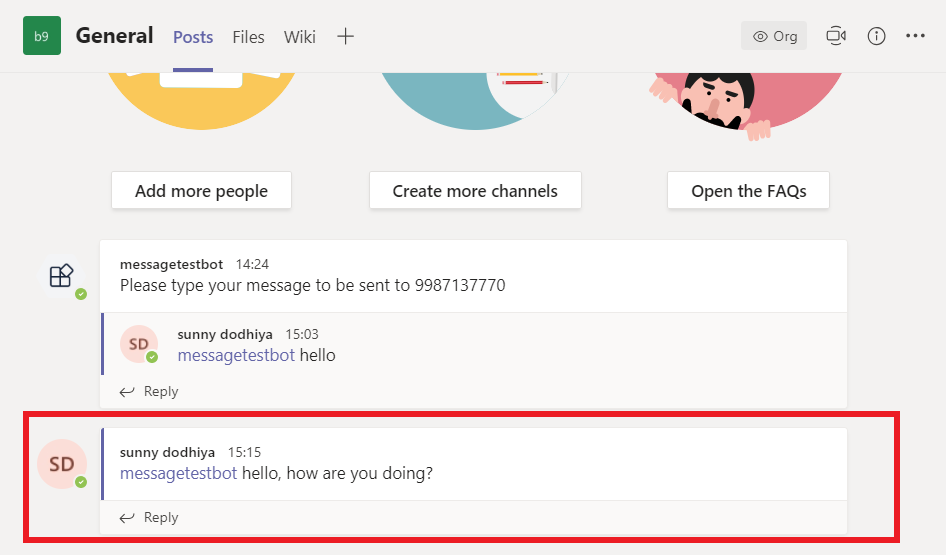 b9 General Posts Files Wiki Org
Add more people Create more channels Open the FAQs
messagetestbot 14:24
Please type your message to be sent to 9987137770
SD sunny dodhiya 15:03
messagetestbot hello
Reply
SD sunny dodhiya 15:15
messagetestbot hello, how are you doing?
Reply